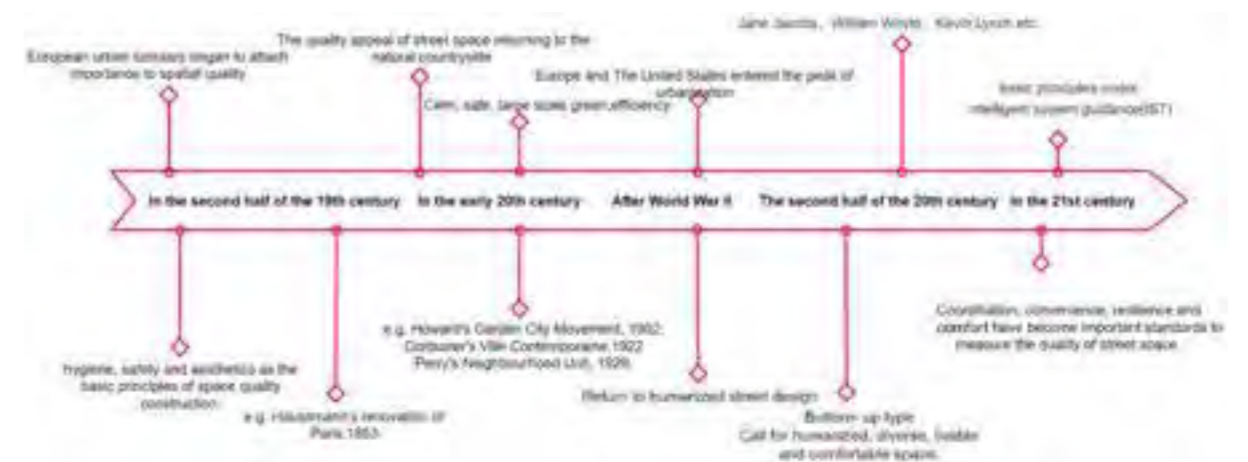 Jane Jacobs, William Whyte, Kevin Lynch etc.
The quality appeal of street space returning to the
natural countryside
European union luminary began to attach
importance to spatial quality
Europe and The United States entered the peak of
urbanization
Calm, safe, large scale green,efficiency
basic principles under
intelligent system guidance(IST)
In the second half of the 19th century
In the early 20th century
After World War II
The second half of the 20th century
In the 21st century
Coordination, convenience, resilience and
comfort have become important standards to
measure the quality of street space.
e.g. Howard's Garden City Movement, 1902;
Corbusier's Ville Contemporaine,1922
Perry's Neighbourhood Unit, 1929.
hygiene, safety and aesthetics as the
basic principles of space quality
construction.
Return to humanized street design
e.g. Haussmann's renovation of
Paris,1853.
Bottom- up type
Call for humanized, diverse, livable
and comfortable space.